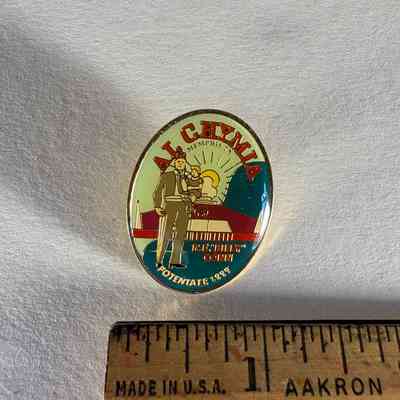 AL CHYMIA
MEMPHIS
POTENTATE 1999
MADE IN U.S.A. 1 AAKRON